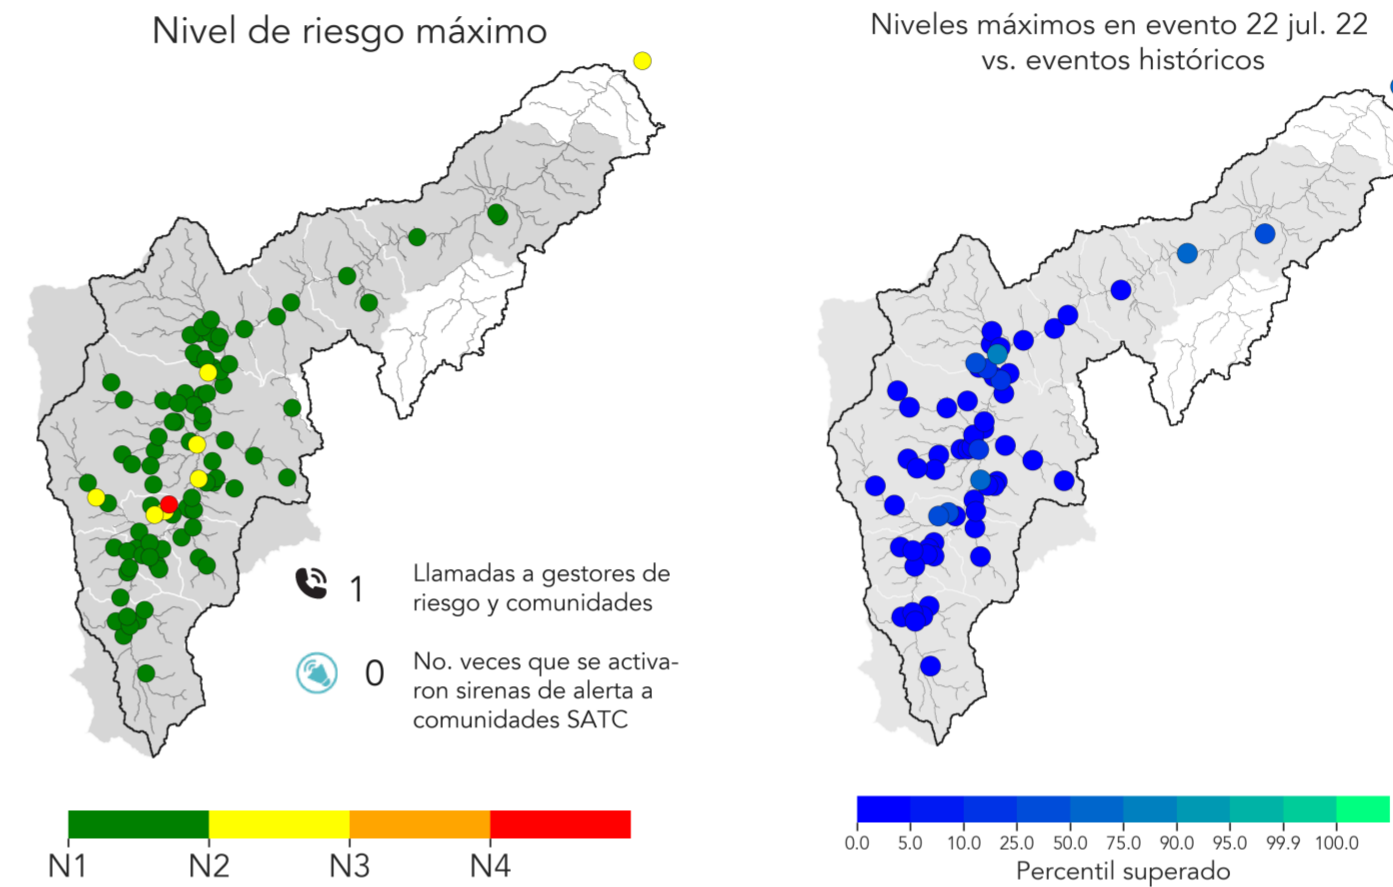 Nivel de riesgo máximo
1
Llamadas a gestores de
riesgo y comunidades
0
No. veces que se activa-
ron sirenas de alerta a
comunidades SATC
N1 N2 N3 N4
Niveles máximos en evento 22 jul. 22
vs. eventos históricos
0.0 5.0 10.0 25.0 50.0 75.0 90.0 95.0 99.9 100.0
Percentil superado